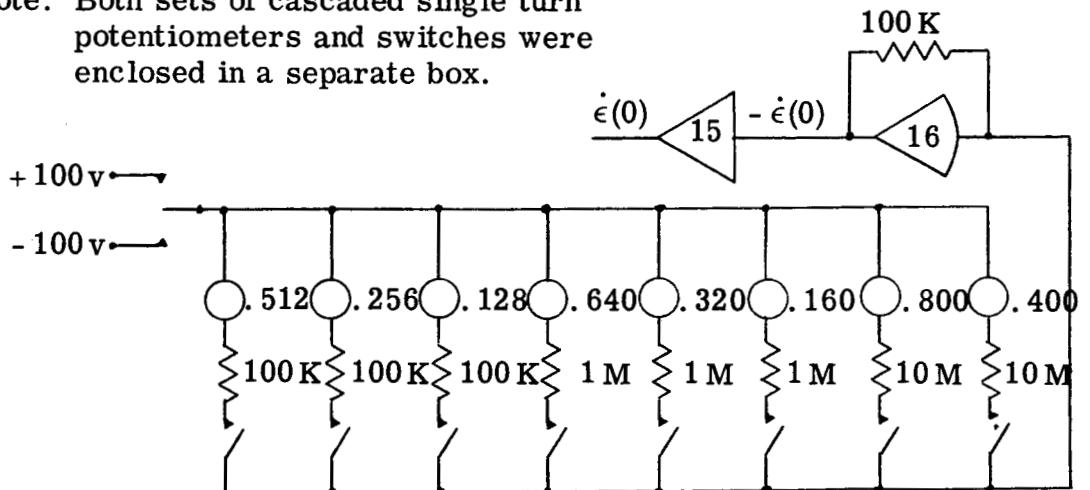 Both sets of cascaded single turn
potentiometers and switches were
enclosed in a separate box.
100 K
ε̇(0) 15 - ε̇(0) 16
+ 100 v
- 100 v
.512 .256 .128 .640 .320 .160 .800 .400
100 K 100 K 100 K 1 M 1 M 1 M 10 M 10 M